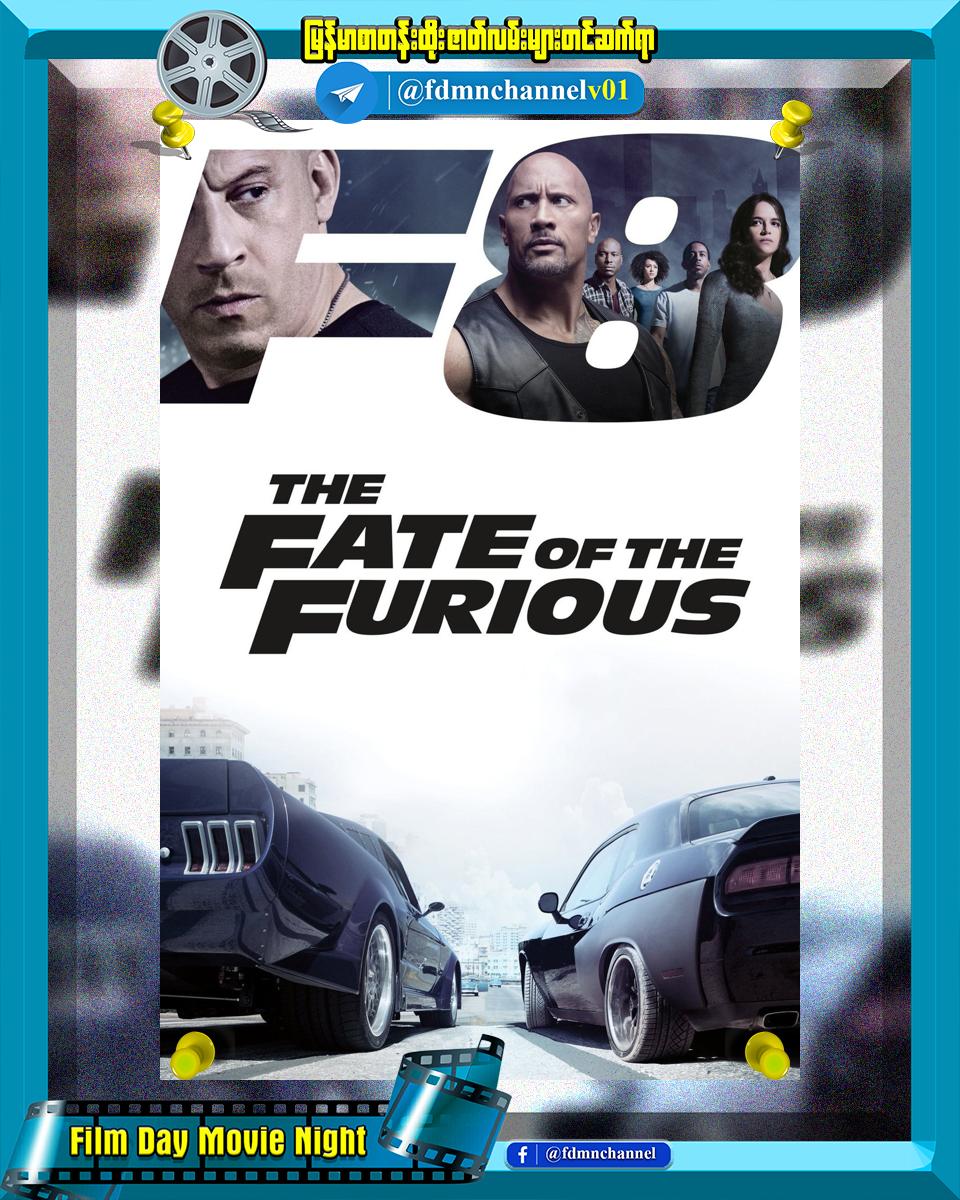 မြန်မာစာတန်းထိုးဇာတ်လမ်းများတင်ဆက်ရာ
@fdmnchannelv01
F8
THE
FATE OF THE
FURIOUS
Film Day Movie Night
f @fdmnchannel